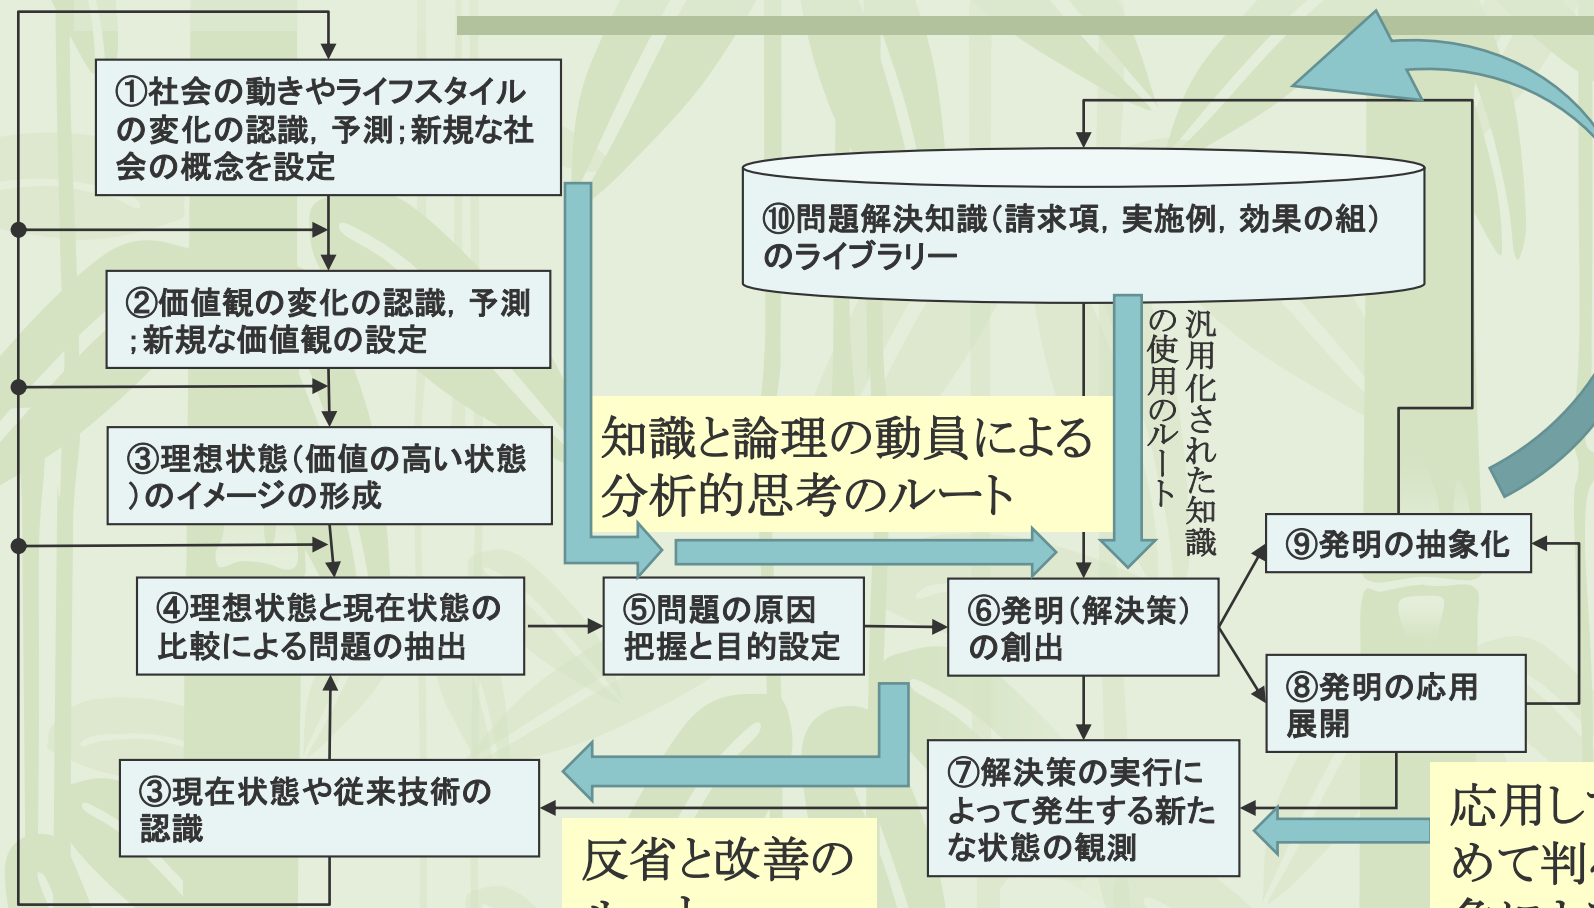 ①社会の動きやライフスタイル
の変化の認識,予測;新規な社
会の概念を設定
②価値観の変化の認識,予測
;新規な価値観の設定
③理想状態(価値の高い状態
)のイメージの形成
④理想状態と現在状態の
比較による問題の抽出
③現在状態や従来技術の
認識
⑩問題解決知識(請求項,実施例,効果の組)
のライブラリー
汎用化された知識
の使用のルート
知識と論理の動員による
分析的思考のルート
⑤問題の原因
把握と目的設定
⑥発明(解決策)
の創出
⑨発明の抽象化
⑧発明の応用
展開
⑦解決策の実行に
よって発生する新た
な状態の観測
反省と改善の
応用し
めて判